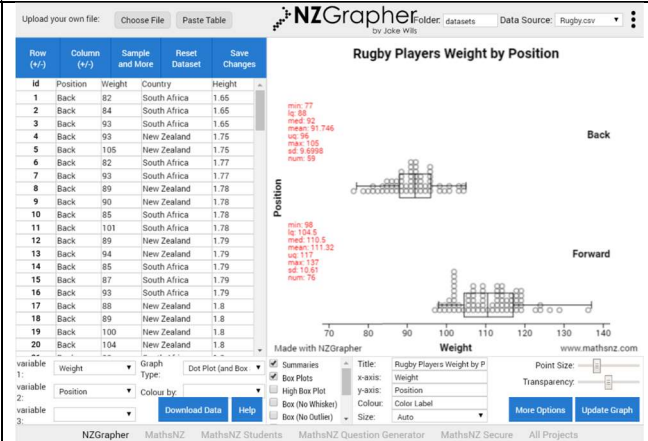 Upload your own file: Choose File Paste Table
NZGrapher
by Jake Wills
Folder: datasets Data Source: Rugby.csv
Row (+/-) Column (+/-) Sample and More Reset Dataset Save Changes
id Position Weight Country Height
1 Back 82 South Africa 1.65
2 Back 84 South Africa 1.65
3 Back 93 South Africa 1.65
4 Back 93 New Zealand 1.75
5 Back 105 New Zealand 1.75
6 Back 82 South Africa 1.77
7 Back 93 South Africa 1.77
8 Back 89 New Zealand 1.78
9 Back 90 New Zealand 1.78
10 Back 85 South Africa 1.78
11 Back 101 South Africa 1.78
12 Back 89 New Zealand 1.79
13 Back 94 New Zealand 1.79
14 Back 85 South Africa 1.79
15 Back 87 South Africa 1.79
16 Back 93 South Africa 1.79
17 Back 88 New Zealand 1.8
18 Back 89 New Zealand 1.8
19 Back 100 New Zealand 1.8
20 Back 104 New Zealand 1.8
Rugby Players Weight by Position
min: 77
lq: 88
med: 92
mean: 91.746
uq: 96
max: 105
sd: 9.6998
num: 59
Back
Position
min: 98
lq: 104.5
med: 110.5
mean: 111.32
uq: 117
max: 137
sd: 10.61
num: 76
Forward
70 80 90 100 110 120 130 140
Made with NZGrapher Weight www.mathsnz.com
variable 1: Weight
variable 2: Position
variable 3:
Graph Type: Dot Plot (and Box
Colour by:
Download Data Help
Summaries
Box Plots
High Box Plot
Box (No Whisker)
Box (No Outlier)
Title: Rugby Players Weight by P
x-axis: Weight
y-axis: Position
Colour: Color Label
Size: Auto
Point Size:
Transparency:
More Options Update Graph
NZGrapher MathsNZ MathsNZ Students MathsNZ Question Generator MathsNZ Secure All Projects